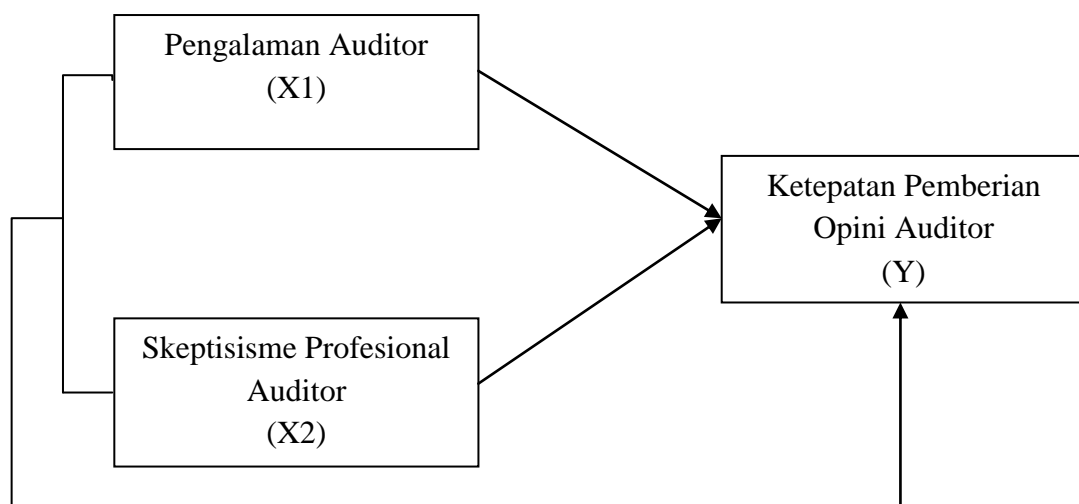 Pengalaman Auditor
(X1)
Ketepatan Pemberian
Opini Auditor
(Y)
Skeptisisme Profesional
Auditor
(X2)